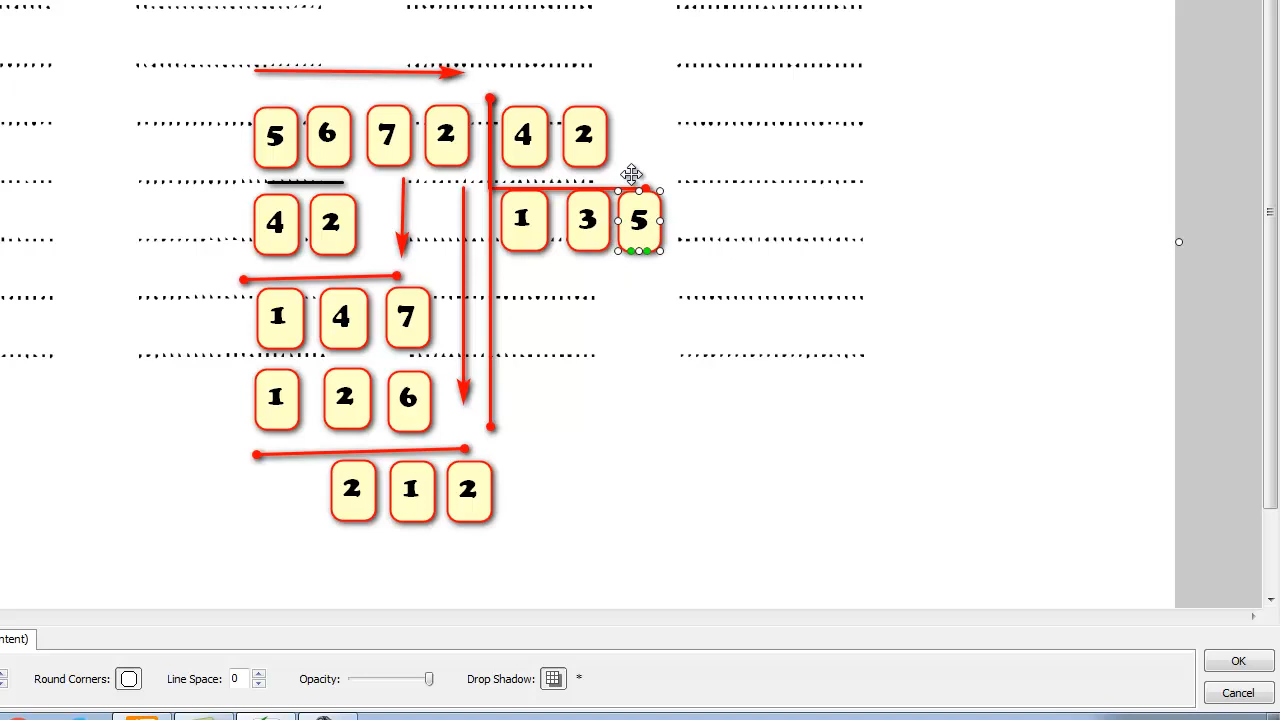 5 6 7 2 4 2
4 2 1 3 5
1 4 7
1 2 6
2 1 2
ntent)
Round Corners: Line Space: 0 Opacity: Drop Shadow: *
OK
Cancel